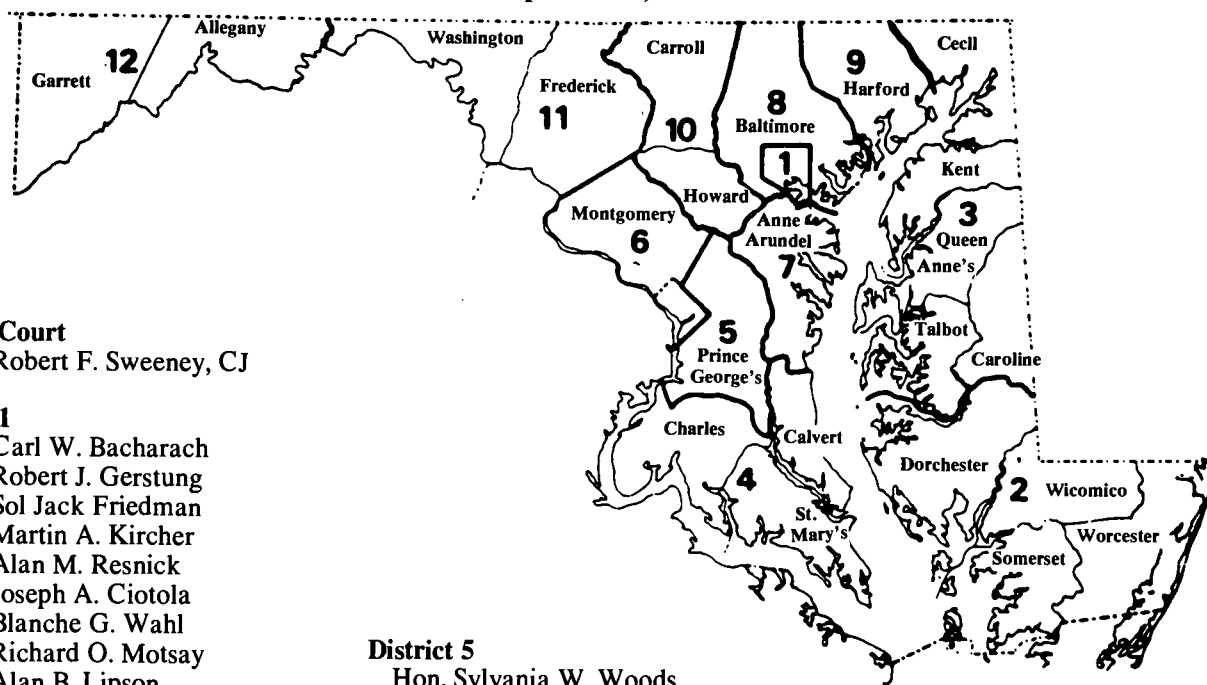 Allegany
Washington
Carroll
Cecil
12
Garrett
Frederick
9
Harford
11
8
Baltimore
10
1
Kent
Howard
Montgomery
Anne
Arundel
3
Queen
Anne's
6
7
5
Prince
George's
Talbot
Caroline
Charles
Calvert
4
St.
Mary's
Dorchester
2
Wicomico
Worcester
Somerset
Court
Robert F. Sweeney, CJ
1
Carl W. Bacharach
Robert J. Gerstung
Sol Jack Friedman
Martin A. Kircher
Alan M. Resnick
Joseph A. Ciotola
Blanche G. Wahl
Richard O. Motsay
Alan B. Lipson
District 5
Hon. Sylvania W. Woods